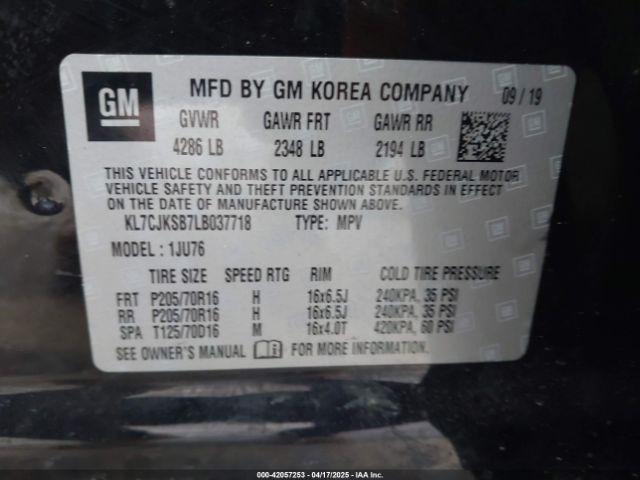 GM
MFD BY GM KOREA COMPANY 09 / 19
GVWR GAWR FRT GAWR RR
4286 LB 2348 LB 2194 LB
THIS VEHICLE CONFORMS TO ALL APPLICABLE U.S. FEDERAL MOTOR
VEHICLE SAFETY AND THEFT PREVENTION STANDARDS IN EFFECT
ON THE DATE OF MANUFACTURE SHOWN ABOVE.
KL7CJKSB7LB037718 TYPE: MPV
MODEL : 1JU76
TIRE SIZE SPEED RTG RIM COLD TIRE PRESSURE
FRT P205/70R16 H 16x6.5J 240KPA, 35 PSI
RR P205/70R16 H 16x6.5J 240KPA, 35 PSI
SPA T125/70D16 M 16x4.0T 420KPA, 60 PSI
SEE OWNER'S MANUAL FOR MORE INFORMATION.
000-42057253 - 04/17/2025 - IAA Inc.